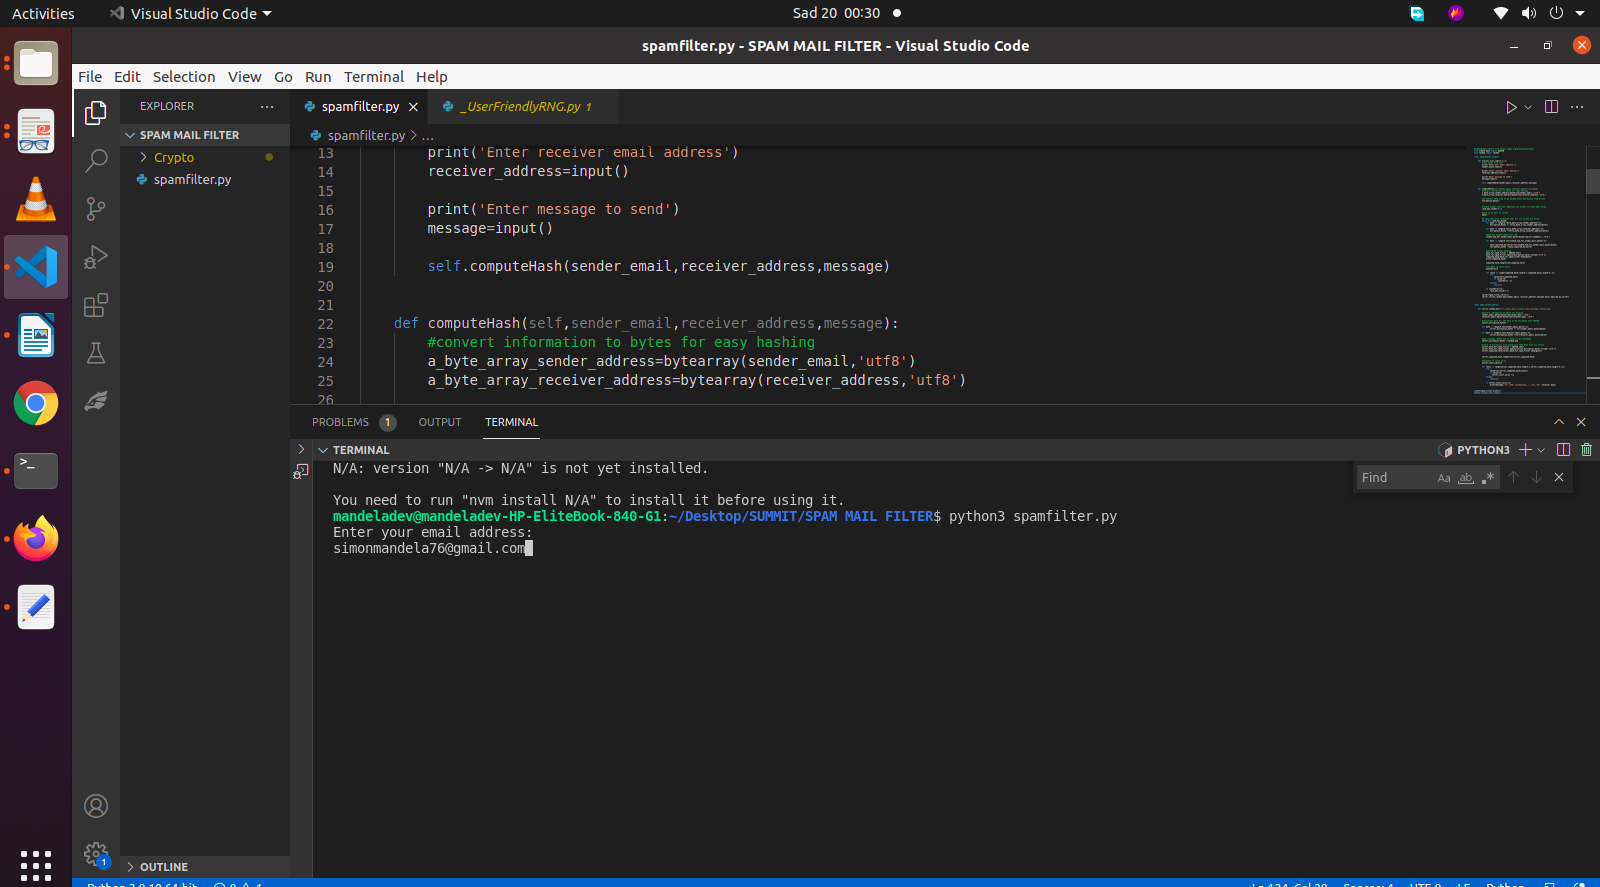 Activities
Visual Studio Code
Sad 20 00:30
spamfilter.py - SPAM MAIL FILTER - Visual Studio Code
File Edit Selection View Go Run Terminal Help
EXPLORER
SPAM MAIL FILTER
Crypto
spamfilter.py
OUTLINE
spamfilter.py
_UserFriendlyRNG.py 1
spamfilter.py > ...
13 print('Enter receiver email address')
14 receiver_address=input()
15
16 print('Enter message to send')
17 message=input()
18
19 self.computeHash(sender_email,receiver_address,message)
20
21
22 def computeHash(self,sender_email,receiver_address,message):
23 #convert information to bytes for easy hashing
24 a_byte_array_sender_address=bytearray(sender_email,'utf8')
25 a_byte_array_receiver_address=bytearray(receiver_address,'utf8')
26
PROBLEMS 1 OUTPUT TERMINAL
TERMINAL
PYTHON3
Find
Aa ab
N/A: version "N/A -> N/A" is not yet installed.
You need to run "nvm install N/A" to install it before using it.
mandeladev@mandeladev-HP-EliteBook-840-G1:~/Desktop/SUMMIT/SPAM MAIL FILTER$ python3 spamfilter.py
Enter your email address:
simonmandela76@gmail.com
1